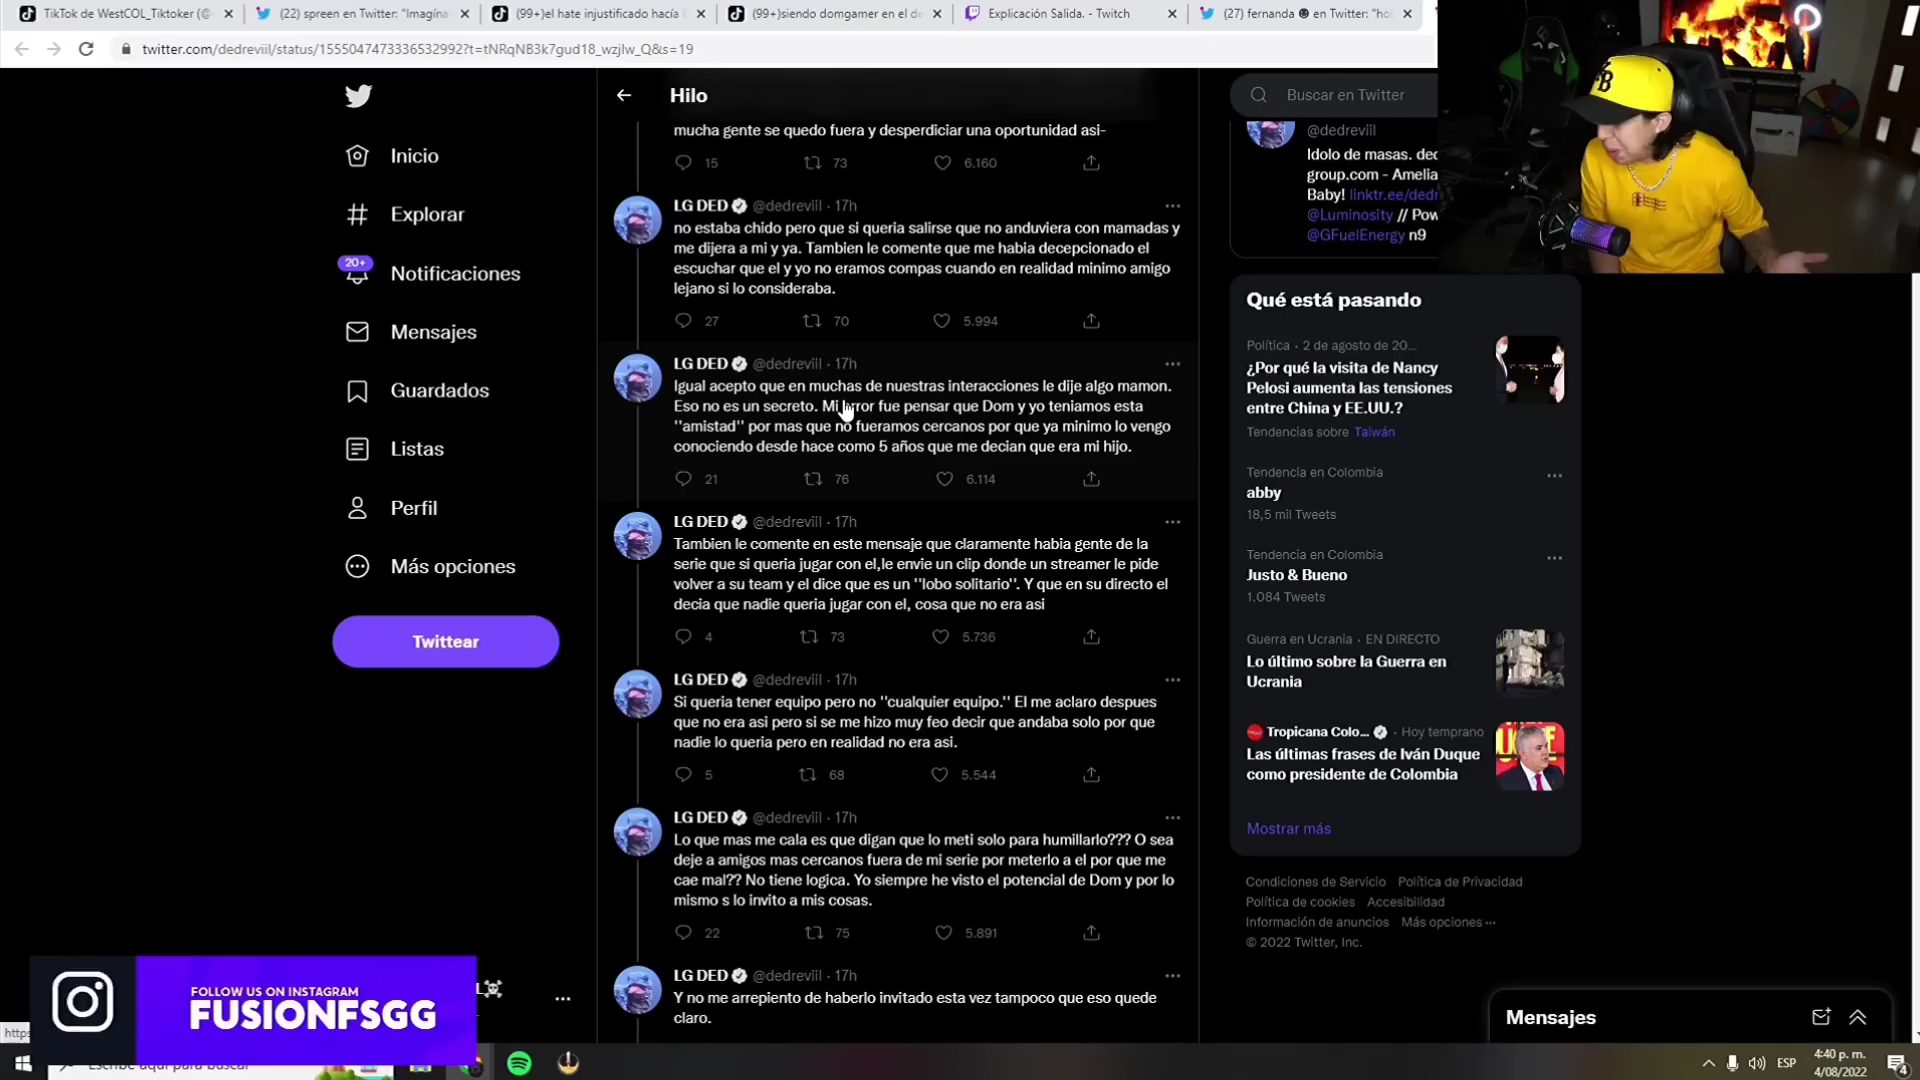 TikTok de WestCOL_Tiktoker (@
(22) spreen en Twitter: "Imagina
(99+)el hate injustificado hacía
(99+)siendo domgamer en el de
Explicación Salida. - Twitch
(27) fernanda en Twitter: "ho
twitter.com/dedreviil/status/1555047473336532992?t=tNRqNB3k7gud18_wzjlw_Q&s=19
Hilo
Buscar en Twitter
Inicio
Explorar
20+
Notificaciones
Mensajes
Guardados
Listas
Perfil
Más opciones
Twittear
mucha gente se quedo fuera y desperdiciar una oportunidad asi-
15 73 6.160
LG DED @dedreviil · 17h
no estaba chido pero que si queria salirse que no anduviera con mamadas y
me dijera a mi y ya. Tambien le comente que me habia decepcionado el
escuchar que el y yo no eramos compas cuando en realidad minimo amigo
lejano si lo consideraba.
27 70 5.994
LG DED @dedreviil · 17h
Igual acepto que en muchas de nuestras interacciones le dije algo mamon.
Eso no es un secreto. Mi error fue pensar que Dom y yo teniamos esta
''amistad'' por mas que no fueramos cercanos por que ya minimo lo vengo
conociendo desde hace como 5 años que me decian que era mi hijo.
21 76 6.114
LG DED @dedreviil · 17h
Tambien le comente en este mensaje que claramente habia gente de la
serie que si queria jugar con el,le envie un clip donde un streamer le pide
volver a su team y el dice que es un ''lobo solitario''. Y que en su directo el
decia que nadie queria jugar con el, cosa que no era asi
4 73 5.736
LG DED @dedreviil · 17h
Si queria tener equipo pero no ''cualquier equipo.'' El me aclaro despues
que no era asi pero si se me hizo muy feo decir que andaba solo por que
nadie lo queria pero en realidad no era asi.
5 68 5.544
LG DED @dedreviil · 17h
Lo que mas me cala es que digan que lo meti solo para humillarlo??? O sea
deje a amigos mas cercanos fuera de mi serie por meterlo a el por que me
cae mal?? No tiene logica. Yo siempre he visto el potencial de Dom y por lo
mismo s lo invito a mis cosas.
22 75 5.891
LG DED @dedreviil · 17h
Y no me arrepiento de haberlo invitado esta vez tampoco que eso quede
claro.
@dedreviil
Idolo de masas. dec
group.com - Amelia
Baby! linktr.ee/dedr
@Luminosity // Pow
@GFuelEnergy n9
Qué está pasando
Política · 2 de agosto de 20...
¿Por qué la visita de Nancy
Pelosi aumenta las tensiones
entre China y EE.UU.?
Tendencias sobre Taiwán
Tendencia en Colombia
abby
18,5 mil Tweets
Tendencia en Colombia
Justo & Bueno
1.084 Tweets
Guerra en Ucrania · EN DIRECTO
Lo último sobre la Guerra en
Ucrania
Tropicana Colo... · Hoy temprano
Las últimas frases de Iván Duque
como presidente de Colombia
Mostrar más
Condiciones de Servicio Política de Privacidad
Política de cookies Accesibilidad
Información de anuncios Más opciones ···
© 2022 Twitter, Inc.
Mensajes
FOLLOW US ON INSTAGRAM
FUSIONFSGG
https
Escribe aquí para buscar
ESP
4:40 p. m.
4/08/2022
4